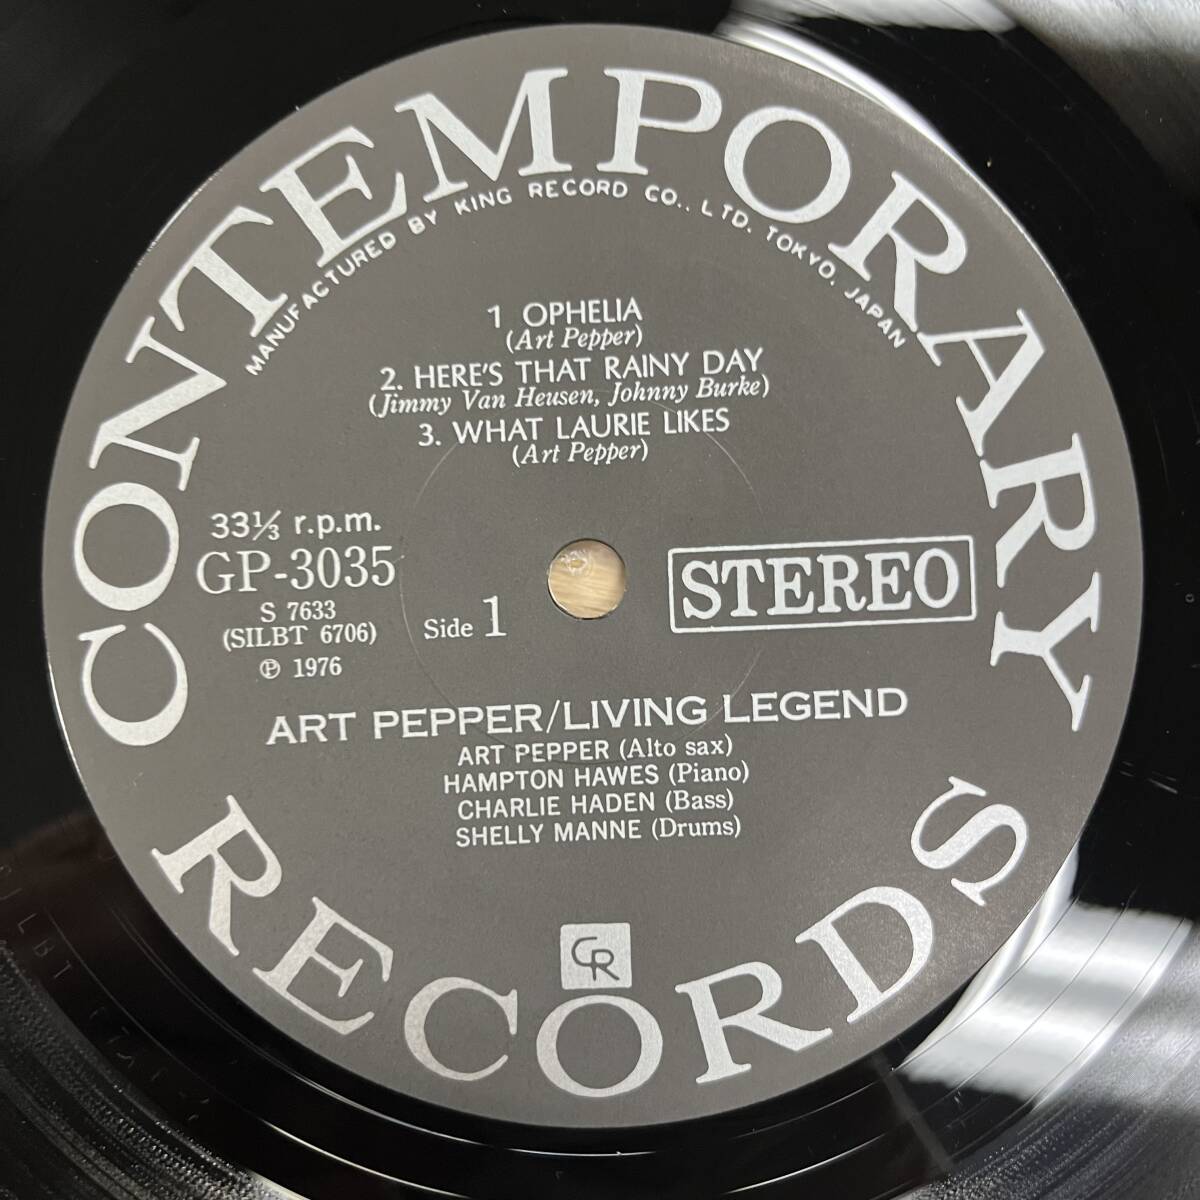 CONTEMPORARY
MANUFACTURED BY KING RECORD CO., LTD. TOKYO, JAPAN
1 OPHELIA
(Art Pepper)
2. HERE'S THAT RAINY DAY
(Jimmy Van Heusen, Johnny Burke)
3. WHAT LAURIE LIKES
(Art Pepper)
33⅓ r.p.m.
GP-3035
S 7633
(SILBT 6706)
℗ 1976
Side 1
STEREO
ART PEPPER/LIVING LEGEND
ART PEPPER (Alto sax)
HAMPTON HAWES (Piano)
CHARLIE HADEN (Bass)
SHELLY MANNE (Drums)
CR
RECORDS